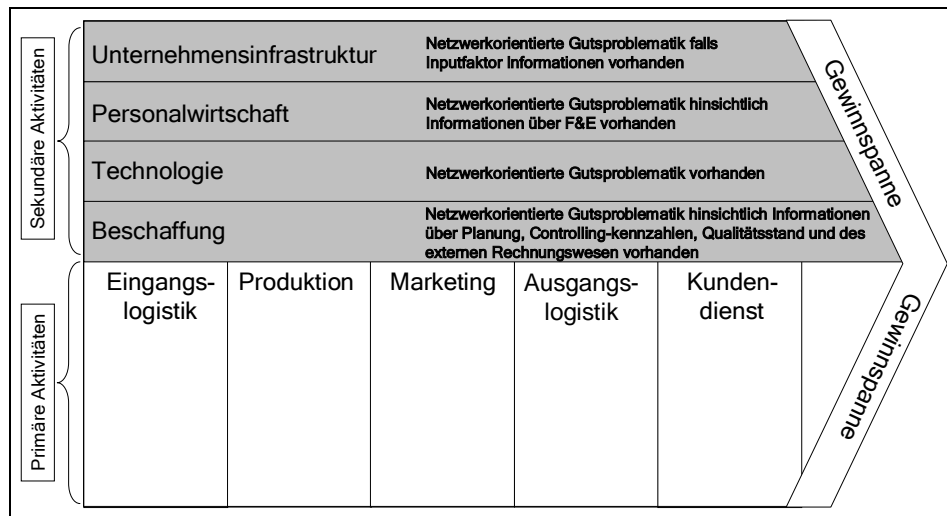 Sekundäre Aktivitäten
Unternehmensinfrastruktur
Netzwerkorientierte Gutsproblematik falls
Inputfaktor Informationen vorhanden
Personalwirtschaft
Netzwerkorientierte Gutsproblematik hinsichtlich
Informationen über F&E vorhanden
Technologie
Netzwerkorientierte Gutsproblematik vorhanden
Beschaffung
Netzwerkorientierte Gutsproblematik hinsichtlich Informationen
über Planung, Controlling-kennzahlen, Qualitätsstand und des
externen Rechnungswesen vorhanden
Gewinnspanne
Primäre Aktivitäten
Eingangs-
logistik
Produktion
Marketing
Ausgangs-
logistik
Kunden-
dienst
Gewinnspanne